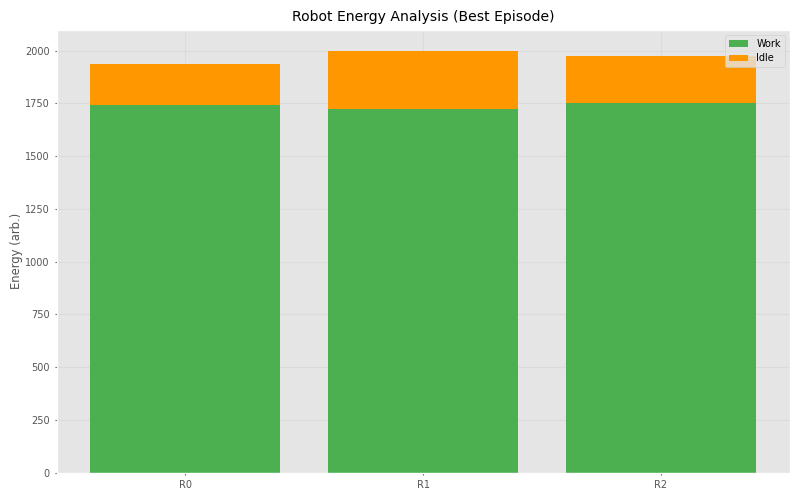 Robot Energy Analysis (Best Episode)
Work
Idle
Energy (arb.)
2000
1750
1500
1250
1000
750
500
250
0
R0
R1
R2